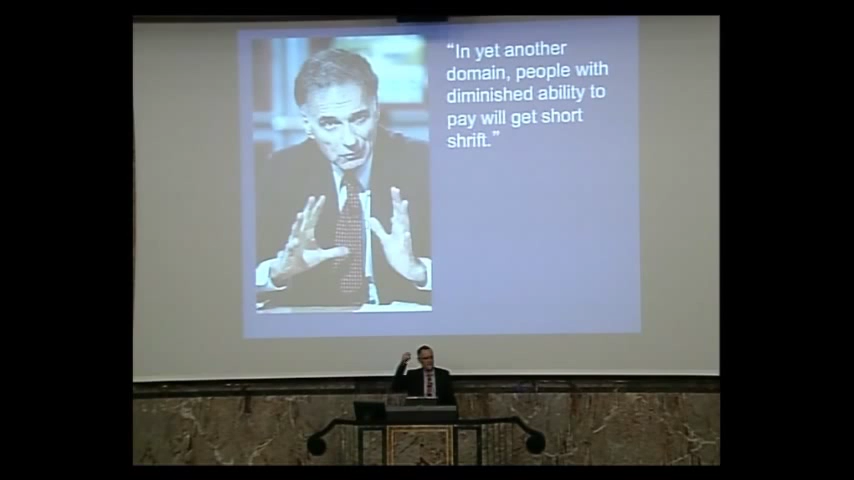 “In yet another
domain, people with
diminished ability to
pay will get short
shrift.”